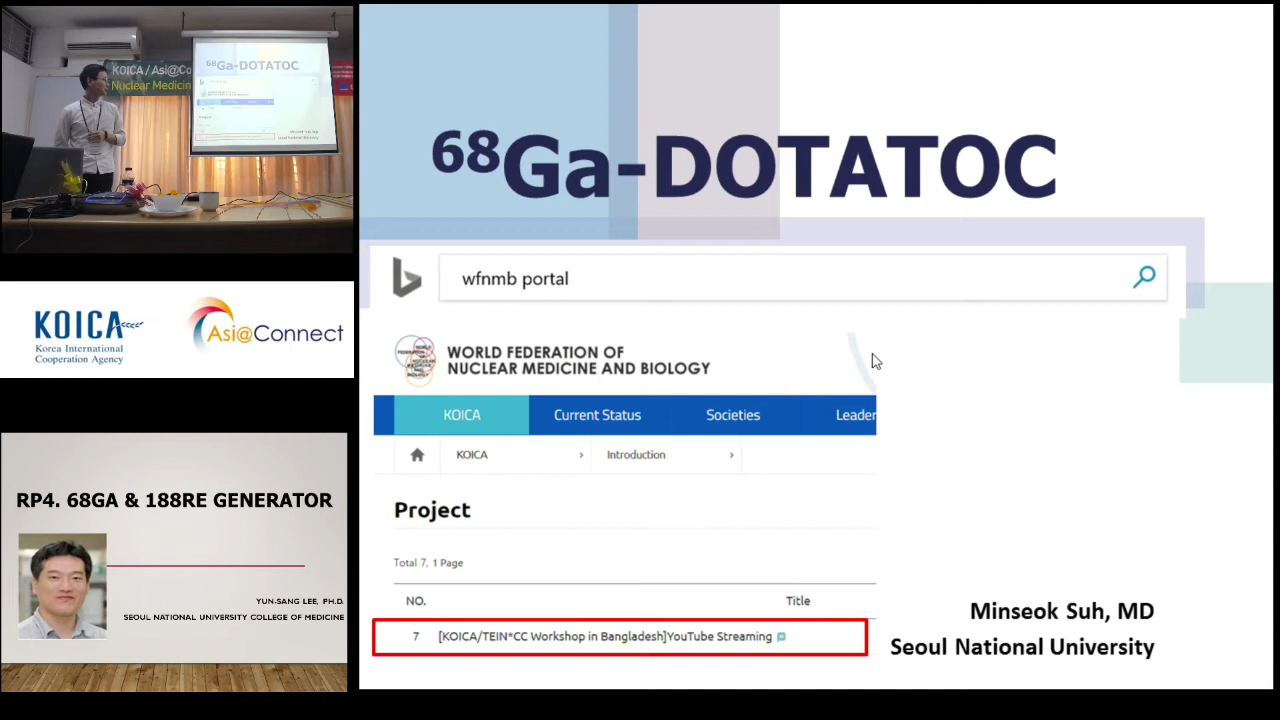 KOICA / Asi@Co
Nuclear Medicin
68Ga-DOTATOC
KOICA
Korea International
Cooperation Agency
Asi@Connect
RP4. 68GA & 188RE GENERATOR
YUN-SANG LEE, PH.D.
SEOUL NATIONAL UNIVERSITY COLLEGE OF MEDICINE
68Ga-DOTATOC
wfnmb portal
WORLD FEDERATION OF
NUCLEAR MEDICINE AND BIOLOGY
KOICA Current Status Societies Leader
KOICA > Introduction >
Project
Total 7, 1 Page
NO. Title
7 [KOICA/TEIN*CC Workshop in Bangladesh]YouTube Streaming
Minseok Suh, MD
Seoul National University